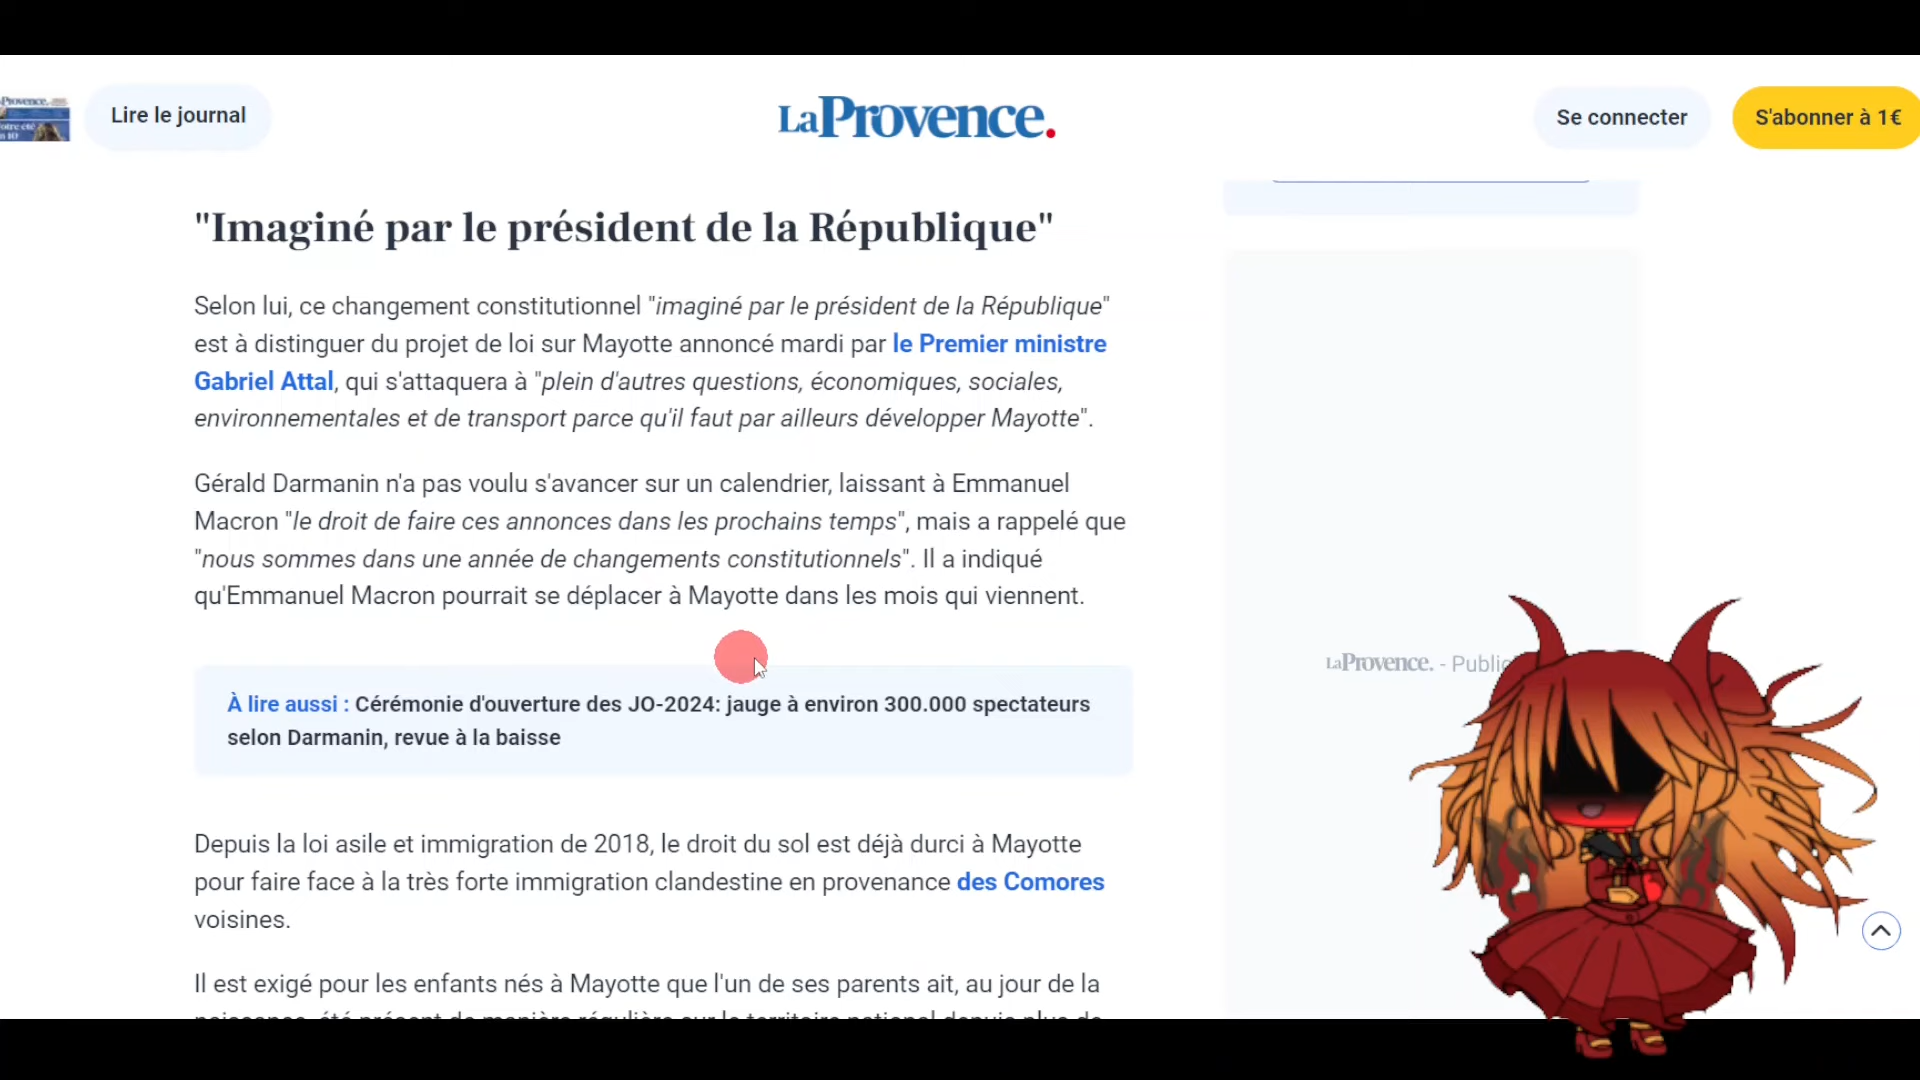 Provence.
Lire le journal
LaProvence.
Se connecter
S'abonner à 1€
"Imaginé par le président de la République"
Selon lui, ce changement constitutionnel "imaginé par le président de la République"
est à distinguer du projet de loi sur Mayotte annoncé mardi par le Premier ministre
Gabriel Attal, qui s'attaquera à "plein d'autres questions, économiques, sociales,
environnementales et de transport parce qu'il faut par ailleurs développer Mayotte".
Gérald Darmanin n'a pas voulu s'avancer sur un calendrier, laissant à Emmanuel
Macron "le droit de faire ces annonces dans les prochains temps", mais a rappelé que
"nous sommes dans une année de changements constitutionnels". Il a indiqué
qu'Emmanuel Macron pourrait se déplacer à Mayotte dans les mois qui viennent.
LaProvence. - Public
À lire aussi : Cérémonie d'ouverture des JO-2024: jauge à environ 300.000 spectateurs
selon Darmanin, revue à la baisse
Depuis la loi asile et immigration de 2018, le droit du sol est déjà durci à Mayotte
pour faire face à la très forte immigration clandestine en provenance des Comores
voisines.
Il est exigé pour les enfants nés à Mayotte que l'un de ses parents ait, au jour de la